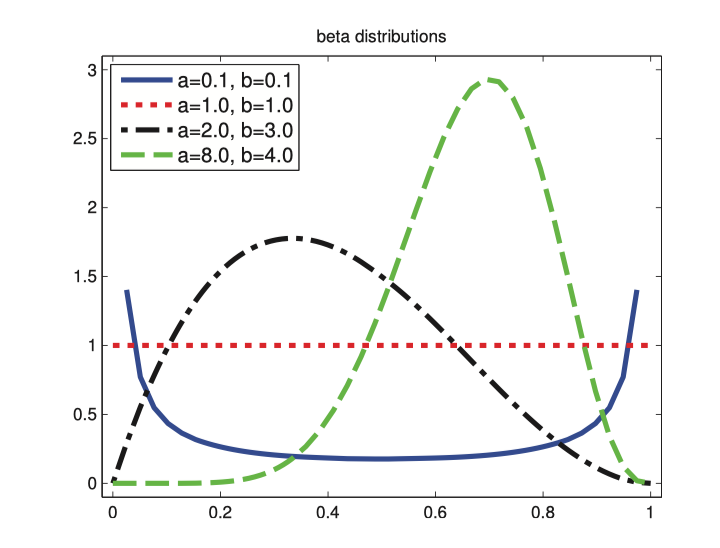 beta distributions
a=0.1, b=0.1
a=1.0, b=1.0
a=2.0, b=3.0
a=8.0, b=4.0
3
2.5
2
1.5
1
0.5
0
0 0.2 0.4 0.6 0.8 1